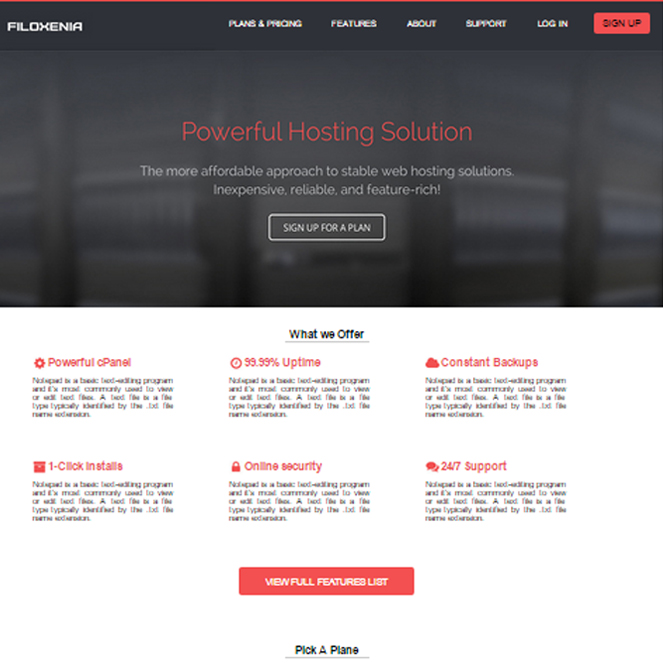 FILOXENIA
PLANS & PRICING FEATURES ABOUT SUPPORT LOG IN SIGN UP
Powerful Hosting Solution
The more affordable approach to stable web hosting solutions.
Inexpensive, reliable, and feature-rich!
SIGN UP FOR A PLAN
What we Offer
Powerful cPanel
Notepad is a basic text-editing program
and it's most commonly used to view
or edit text files. A text file is a file
type typically identified by the .txt file
name extension.
99.99% Uptime
Notepad is a basic text-editing program
and it's most commonly used to view
or edit text files. A text file is a file
type typically identified by the .txt file
name extension.
Constant Backups
Notepad is a basic text-editing program
and it's most commonly used to view
or edit text files. A text file is a file
type typically identified by the .txt file
name extension.
1-Click Installs
Notepad is a basic text-editing program
and it's most commonly used to view
or edit text files. A text file is a file
type typically identified by the .txt file
name extension.
Online security
Notepad is a basic text-editing program
and it's most commonly used to view
or edit text files. A text file is a file
type typically identified by the .txt file
name extension.
24/7 Support
Notepad is a basic text-editing program
and it's most commonly used to view
or edit text files. A text file is a file
type typically identified by the .txt file
name extension.
VIEW FULL FEATURES LIST
Pick A Plane